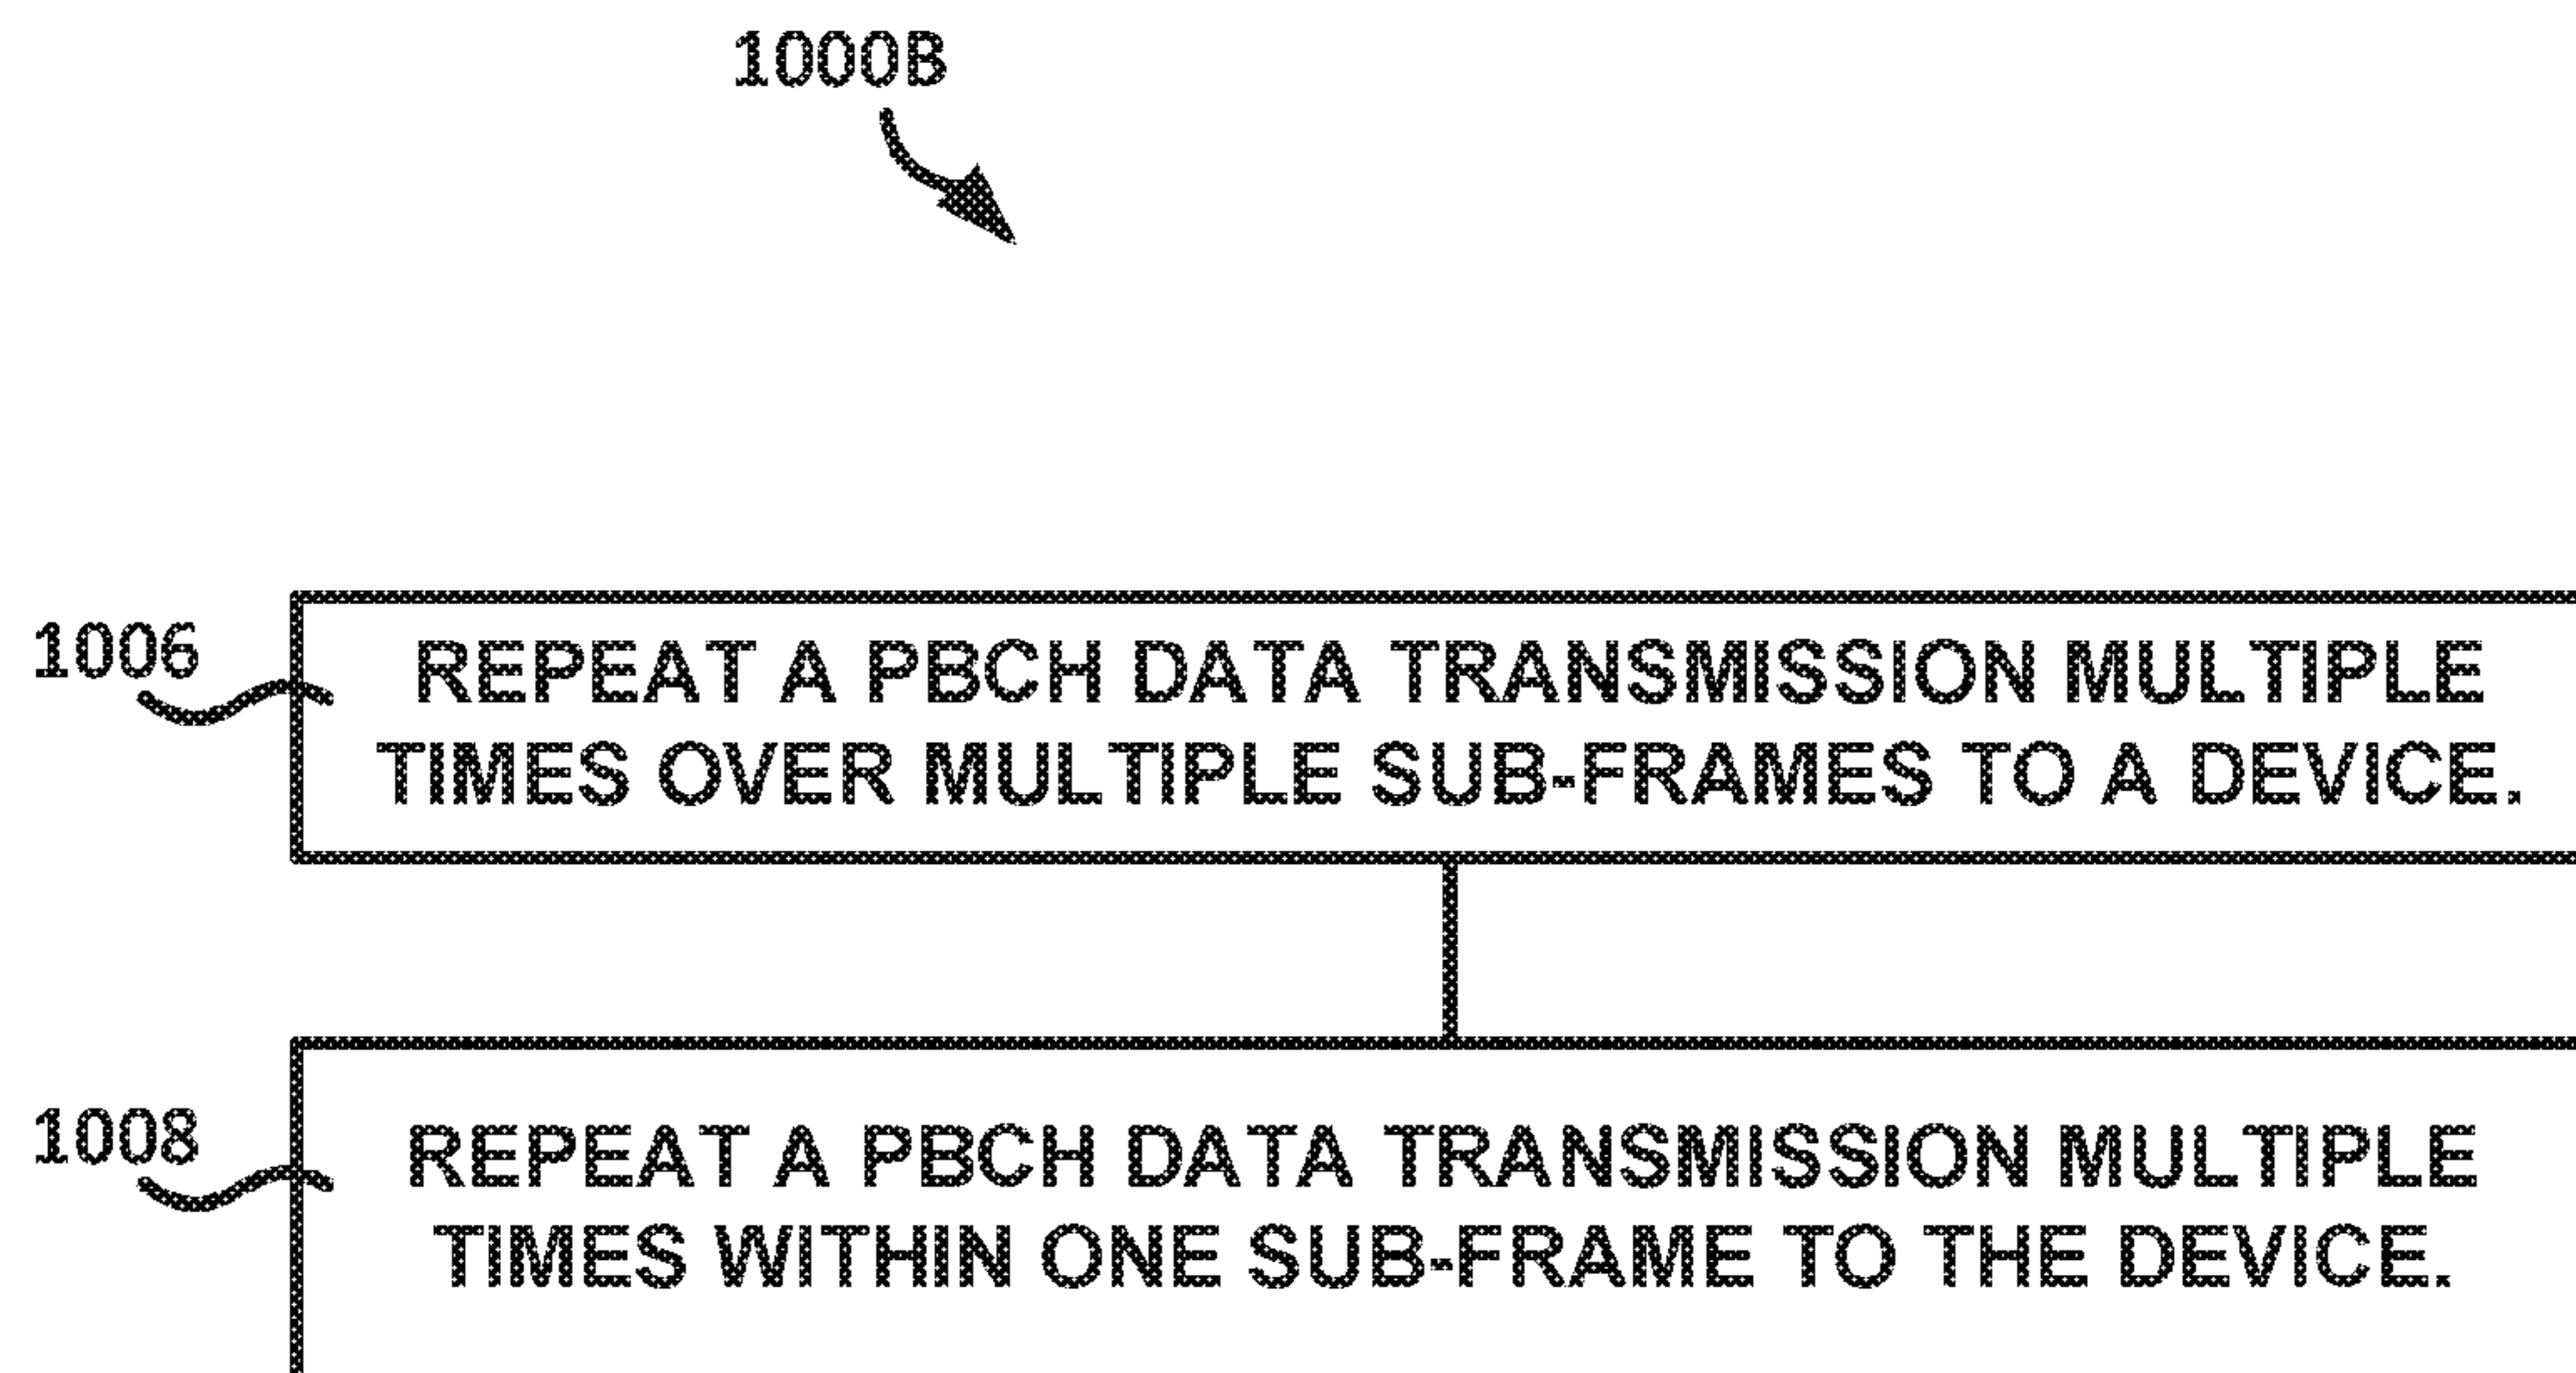 1000B
1006
REPEAT A PBCH DATA TRANSMISSION MULTIPLE
TIMES OVER MULTIPLE SUB-FRAMES TO A DEVICE.
1008
REPEAT A PBCH DATA TRANSMISSION MULTIPLE
TIMES WITHIN ONE SUB-FRAME TO THE DEVICE.